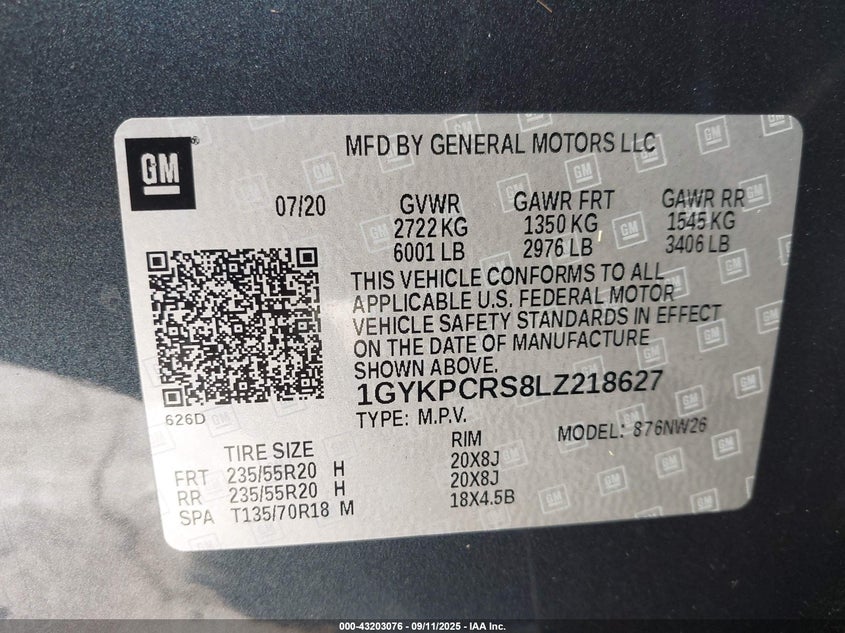 GM
MFD BY GENERAL MOTORS LLC
07/20 GVWR GAWR FRT GAWR RR
2722 KG 1350 KG 1545 KG
6001 LB 2976 LB 3406 LB
THIS VEHICLE CONFORMS TO ALL
APPLICABLE U.S. FEDERAL MOTOR
VEHICLE SAFETY STANDARDS IN EFFECT
ON THE DATE OF MANUFACTURE
SHOWN ABOVE.
1GYKPCRS8LZ218627
626D
TYPE: M.P.V. MODEL: 876NW26
TIRE SIZE RIM
FRT 235/55R20 H 20X8J
RR 235/55R20 H 20X8J
SPA T135/70R18 M 18X4.5B
000-43203076 - 09/11/2025 - IAA Inc.